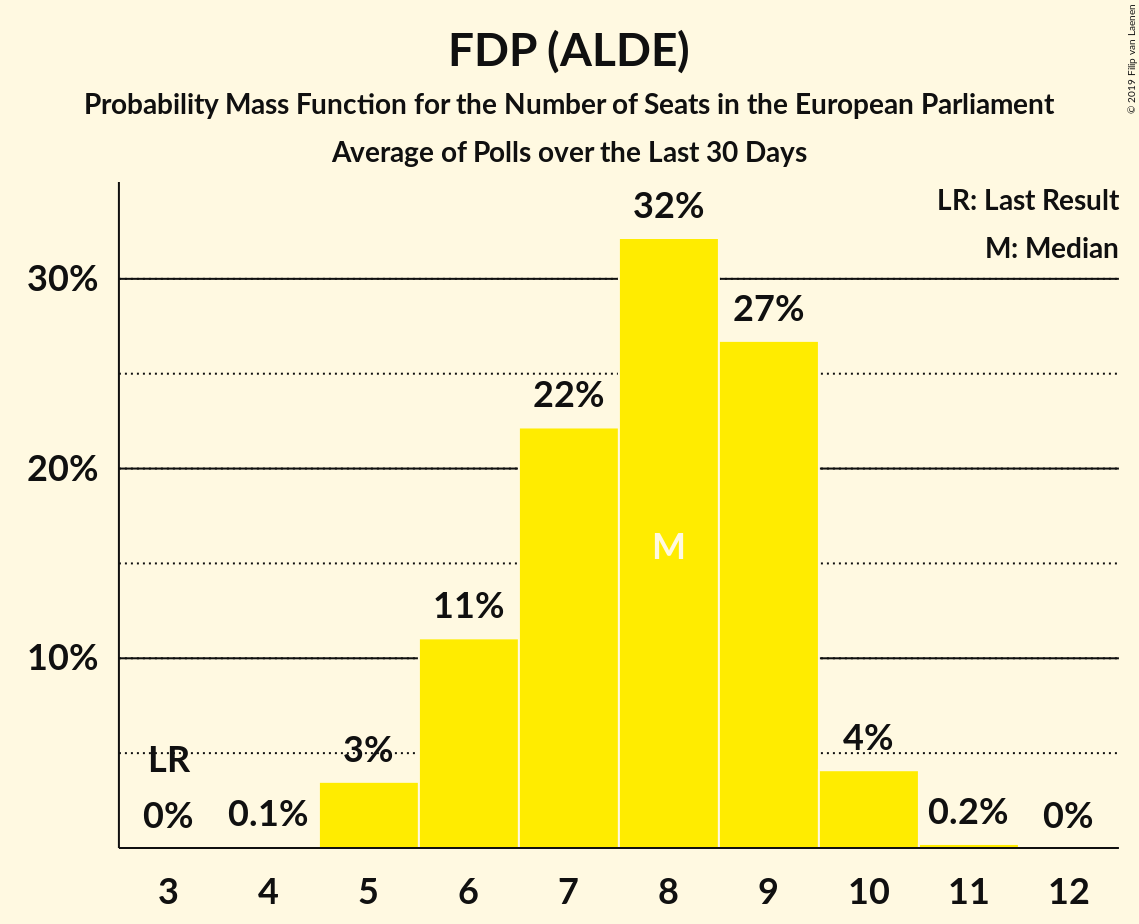 FDP (ALDE)
Probability Mass Function for the Number of Seats in the European Parliament
Average of Polls over the Last 30 Days
© 2019 Filip van Laenen
LR: Last Result
M: Median
30%
20%
10%
LR
0%
0.1%
3%
11%
22%
32%
M
27%
4%
0.2%
0%
3 4 5 6 7 8 9 10 11 12